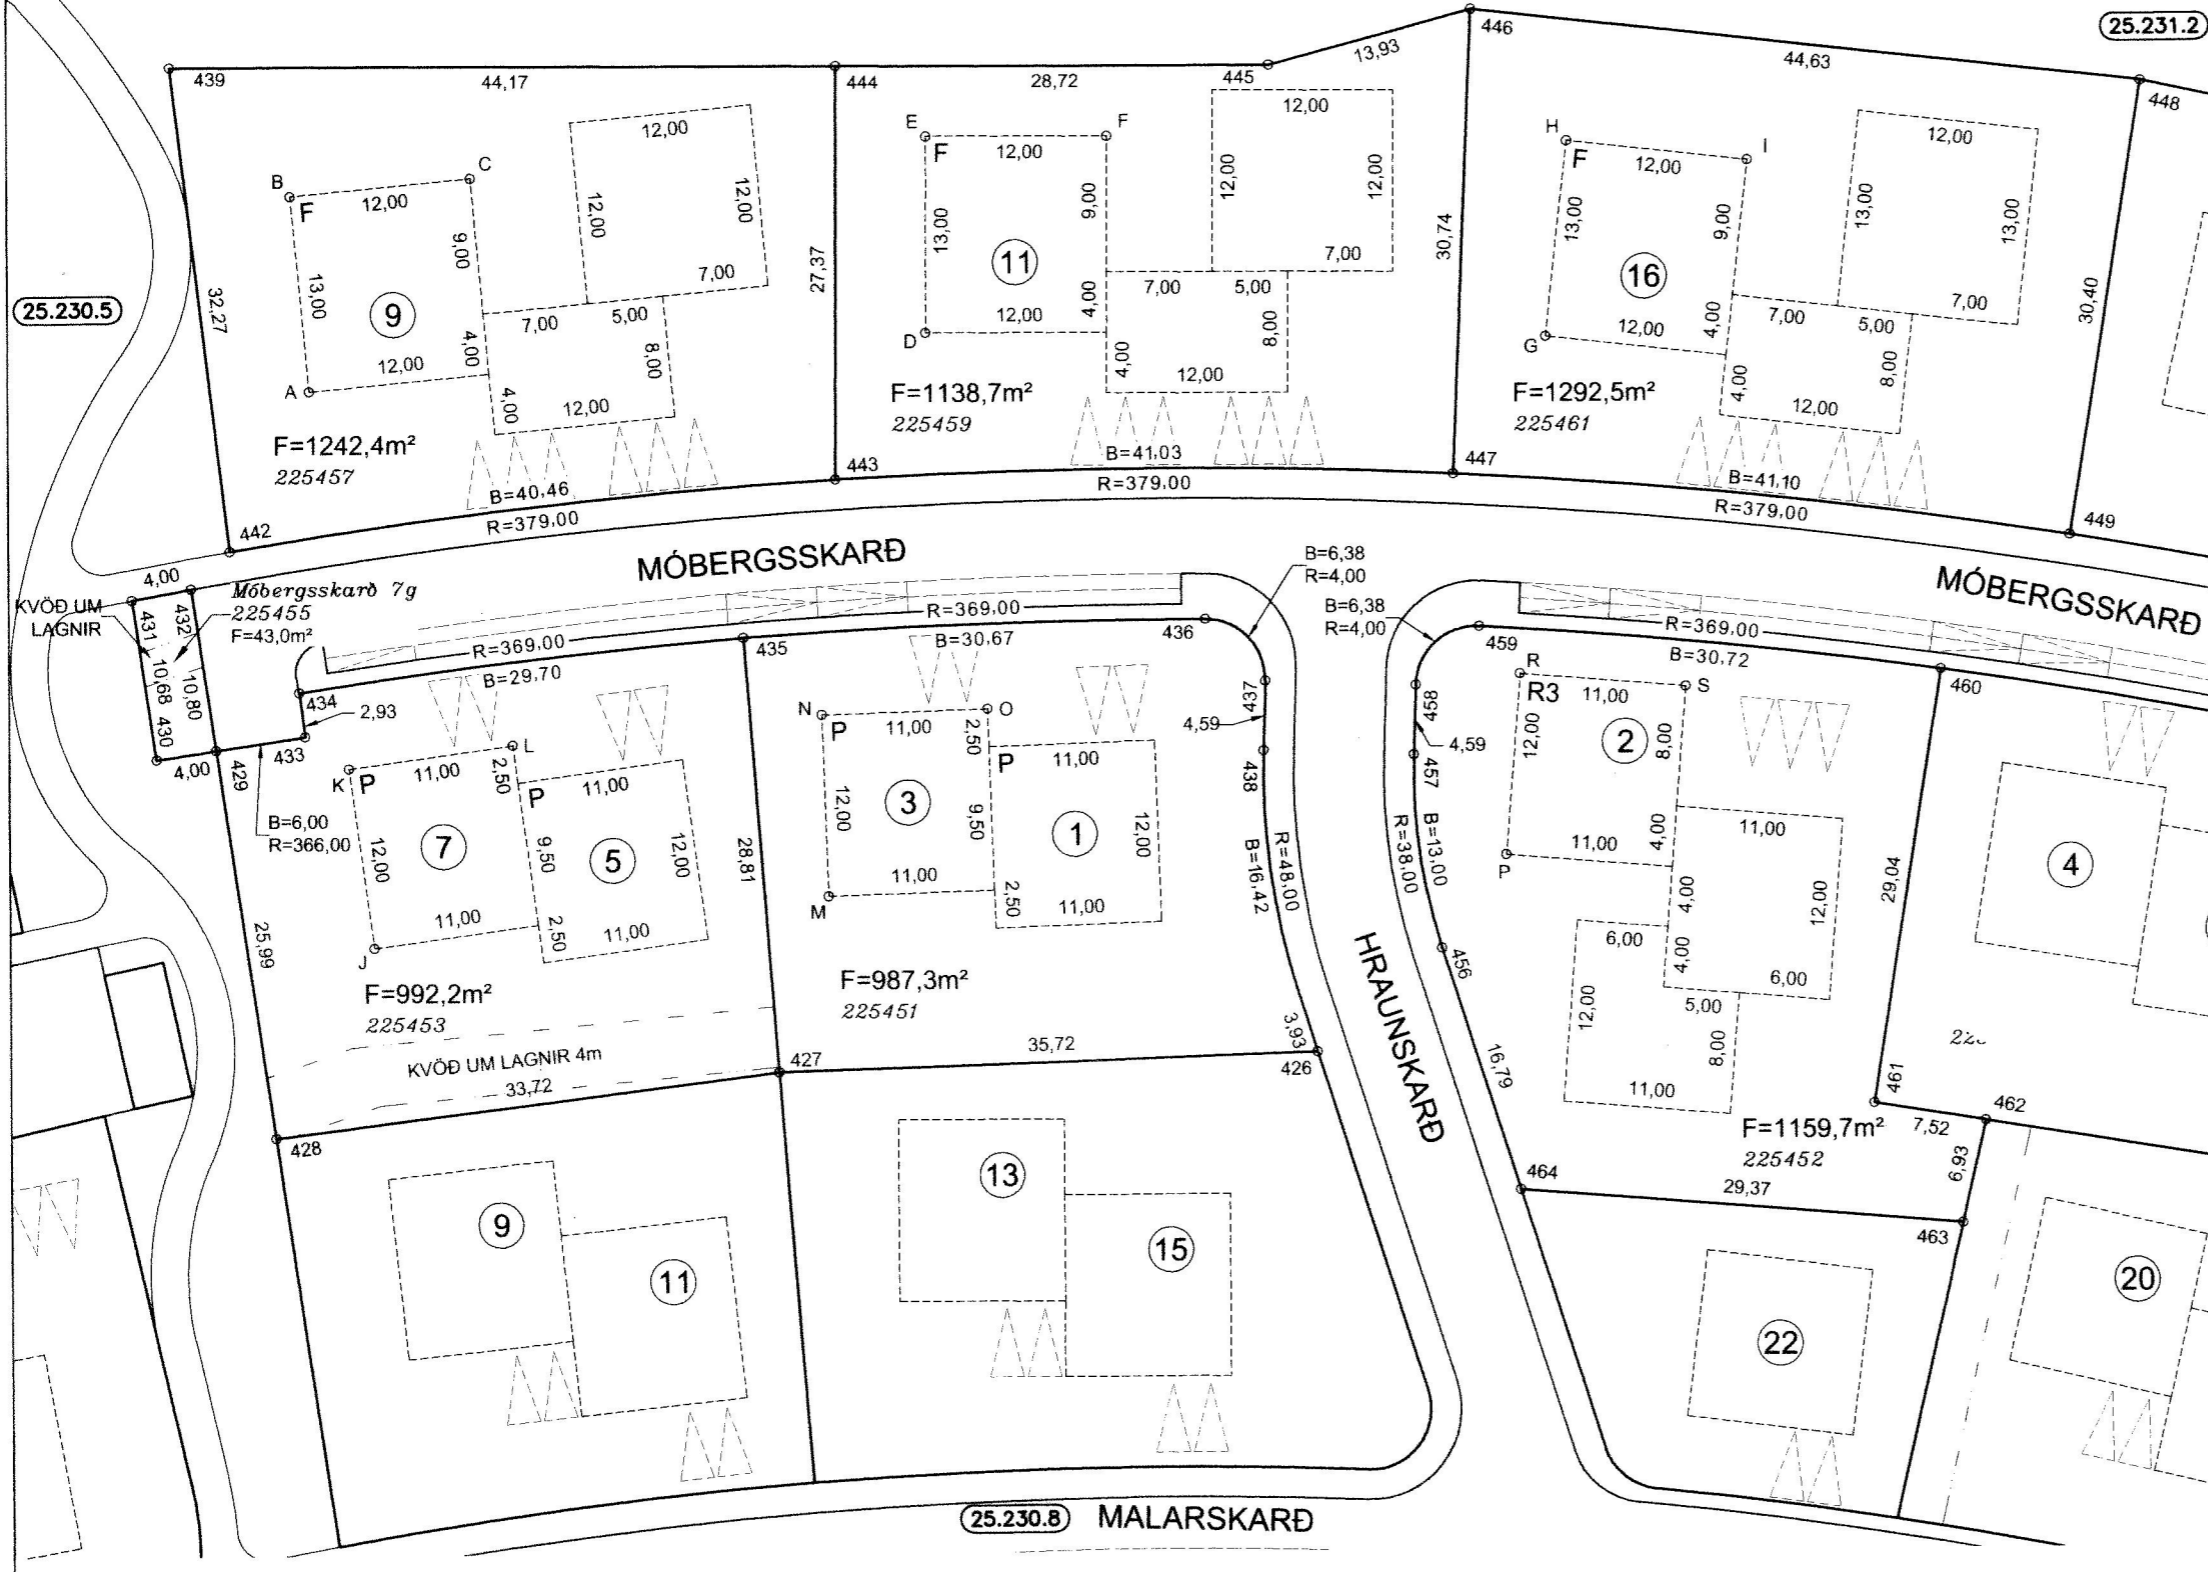 25.231.2
439
44,17
444
28,72
445
13,93
446
44,63
448
B
F
12,00
C
12,00
13,00
9,00
12,00
12,00
9
7,00
5,00
7,00
A
12,00
4,00
4,00
8,00
12,00
32,27
27,37
F=1242,4m²
225457
B=40,46
R=379,00
442
443
25.230.5
E
F
12,00
F
12,00
13,00
9,00
12,00
12,00
11
7,00
5,00
7,00
D
12,00
4,00
4,00
8,00
12,00
30,74
F=1138,7m²
225459
B=41,03
R=379,00
447
H
F
12,00
I
12,00
13,00
9,00
13,00
13,00
16
7,00
5,00
7,00
G
12,00
4,00
4,00
8,00
12,00
30,40
F=1292,5m²
225461
B=41,10
R=379,00
449
MÓBERGSSKARÐ
MÓBERGSSKARÐ
4,00
KVÖÐ UM
LAGNIR
Móbergsskarð 7g
225455
F=43,0m²
431
432
10,68
10,80
430
4,00
429
433
434
2,93
B=6,00
R=366,00
R=369,00
B=29,70
435
R=369,00
B=30,67
436
B=6,38
R=4,00
437
4,59
438
B=16,42
R=48,00
3,93
K
P
11,00
L
2,50
P
11,00
12,00
7
9,50
5
12,00
J
11,00
2,50
11,00
25,99
28,81
F=992,2m²
225453
KVÖÐ UM LAGNIR 4m
33,72
428
427
N
P
11,00
O
2,50
P
11,00
12,00
3
9,50
1
12,00
M
11,00
2,50
11,00
F=987,3m²
225451
35,72
426
B=6,38
R=4,00
459
R=369,00
B=30,72
460
458
4,59
457
R=38,00
B=13,00
456
16,79
HRAUNSKARÐ
R
R3
11,00
S
12,00
2
8,00
P
11,00
4,00
11,00
4,00
12,00
6,00
4,00
6,00
12,00
5,00
8,00
11,00
29,04
4
461
462
7,52
6,93
F=1159,7m²
225452
464
29,37
463
9
11
13
15
22
20
25.230.8
MALARSKARÐ